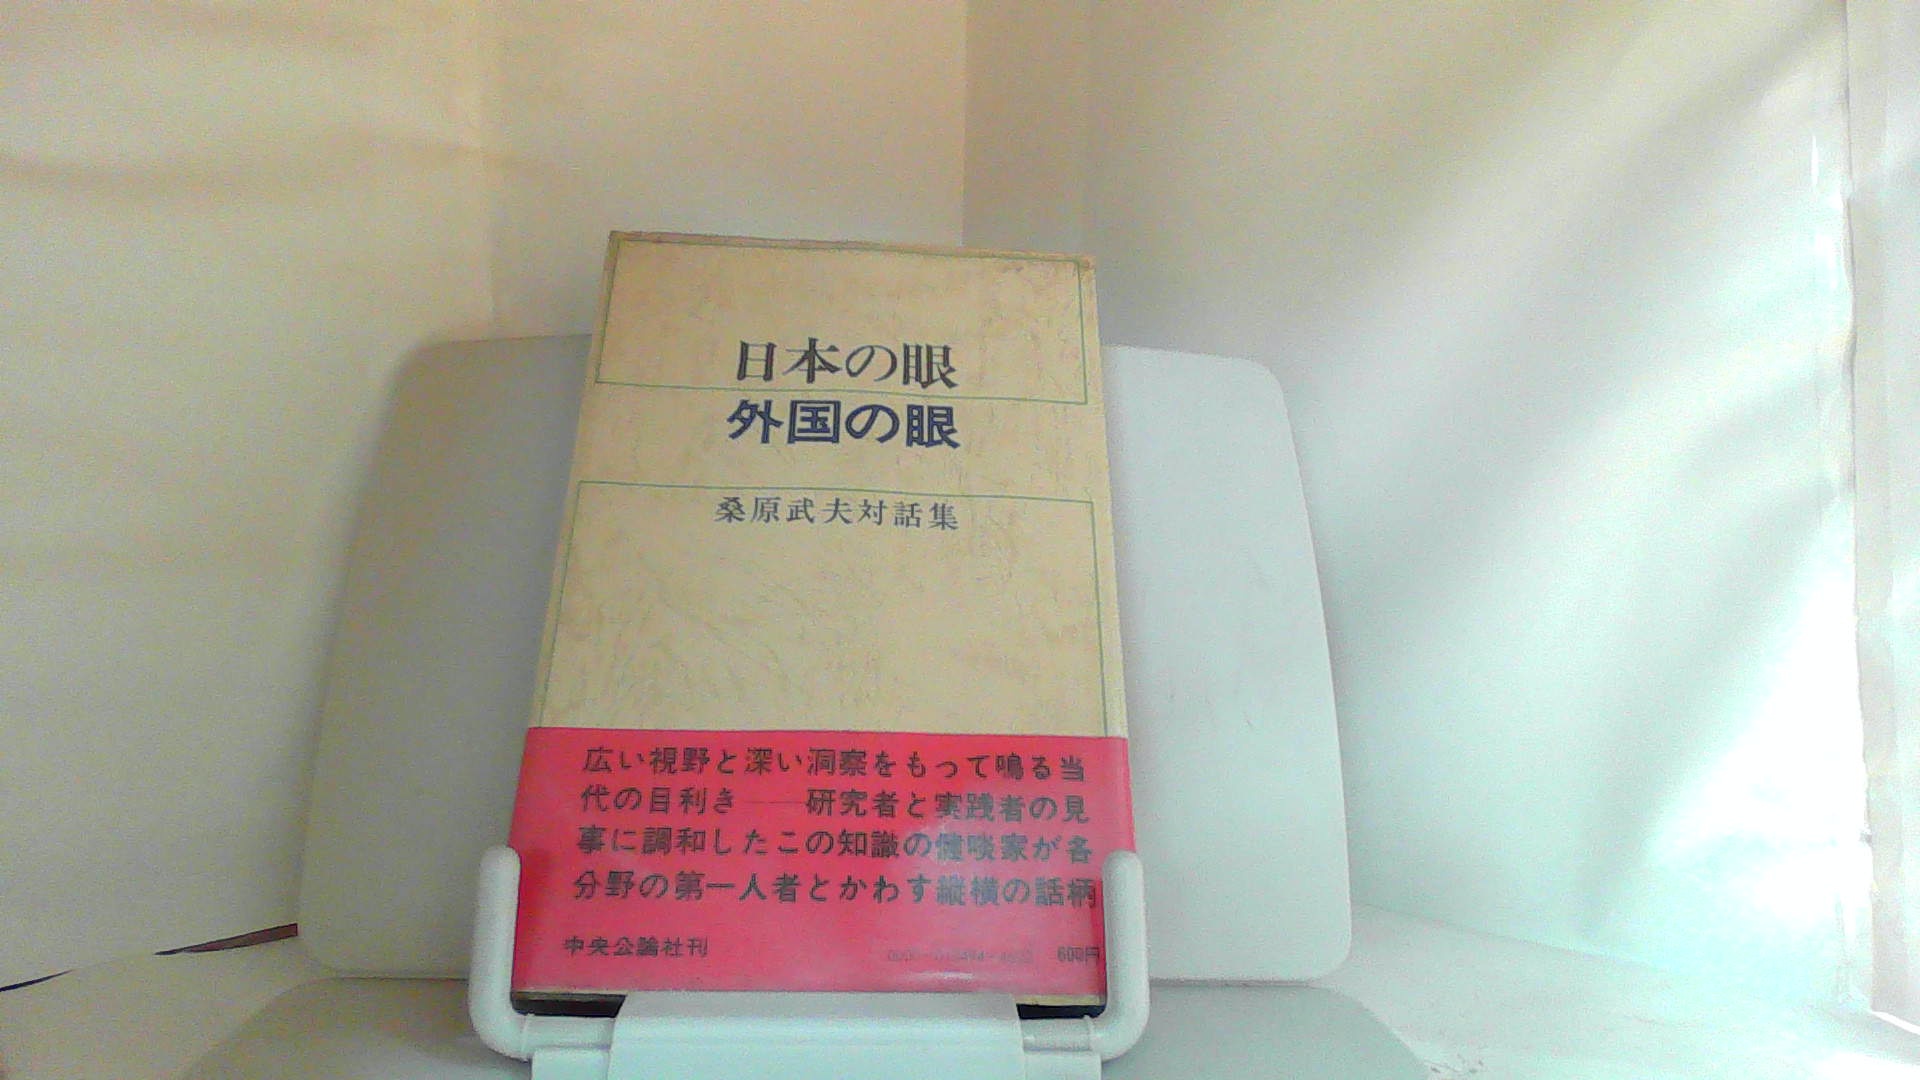 日本の眼
外国の眼
桑原武夫対話集
広い視野と深い洞察をもって鳴る当
代の目利き──研究者と実践者の見
事に調和したこの知識の健啖家が各
分野の第一人者とかわす縦横の話柄
中央公論社刊
600円